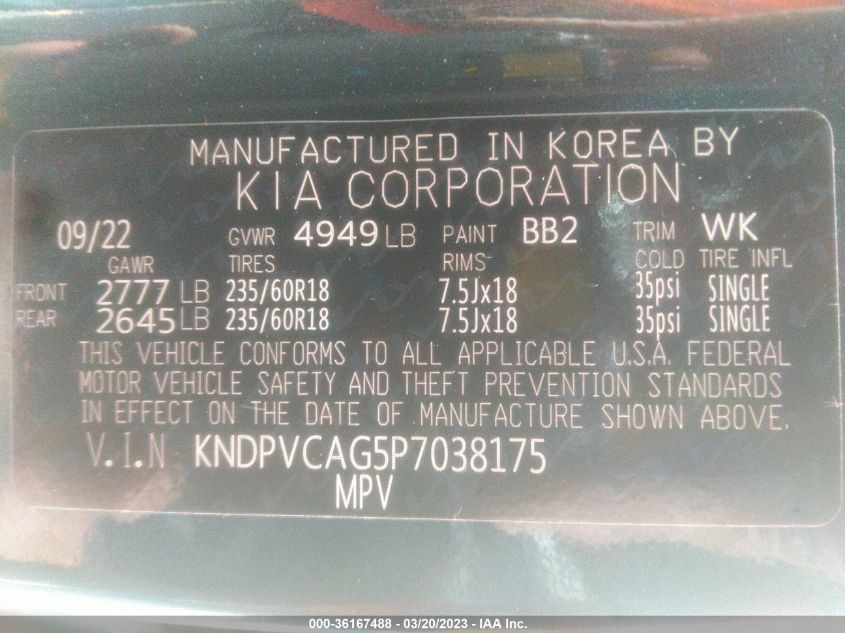 MANUFACTURED IN KOREA BY
KIA CORPORATION
09/22 GVWR 4949 LB PAINT BB2 TRIM WK
GAWR TIRES RIMS COLD TIRE INFL
FRONT 2777 LB 235/60R18 7.5Jx18 35psi SINGLE
REAR 2645 LB 235/60R18 7.5Jx18 35psi SINGLE
THIS VEHICLE CONFORMS TO ALL APPLICABLE U.S.A. FEDERAL
MOTOR VEHICLE SAFETY AND THEFT PREVENTION STANDARDS
IN EFFECT ON THE DATE OF MANUFACTURE SHOWN ABOVE.
V.I.N KNDPVCAG5P7038175
MPV
000-36167488 - 03/20/2023 - IAA Inc.